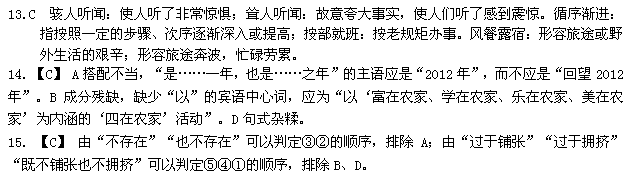 13.C 骇人听闻：使人听了非常惊惧；耸人听闻：故意夸大事实，使人们听了感到震惊。循序渐进：
指按照一定的步骤、次序逐渐深入或提高；按部就班：按老规矩办事。风餐露宿：形容旅途或野
外生活的艰辛；形容旅途奔波，忙碌劳累。
14. 【C】 A搭配不当，“是……一年，也是……之年”的主语应是“2012 年”，而不应是“回望 2012
年”。B 成分残缺，缺少“以”的宾语中心词，应为“以‘富在农家、学在农家、乐在农家、美在农
家’为内涵的‘四在农家’活动”。D 句式杂糅。
15. 【C】 由“不存在”“也不存在”可以判定③②的顺序，排除 A；由“过于铺张”“过于拥挤”
“既不铺张也不拥挤”可以判定⑤④①的顺序，排除 B、D。